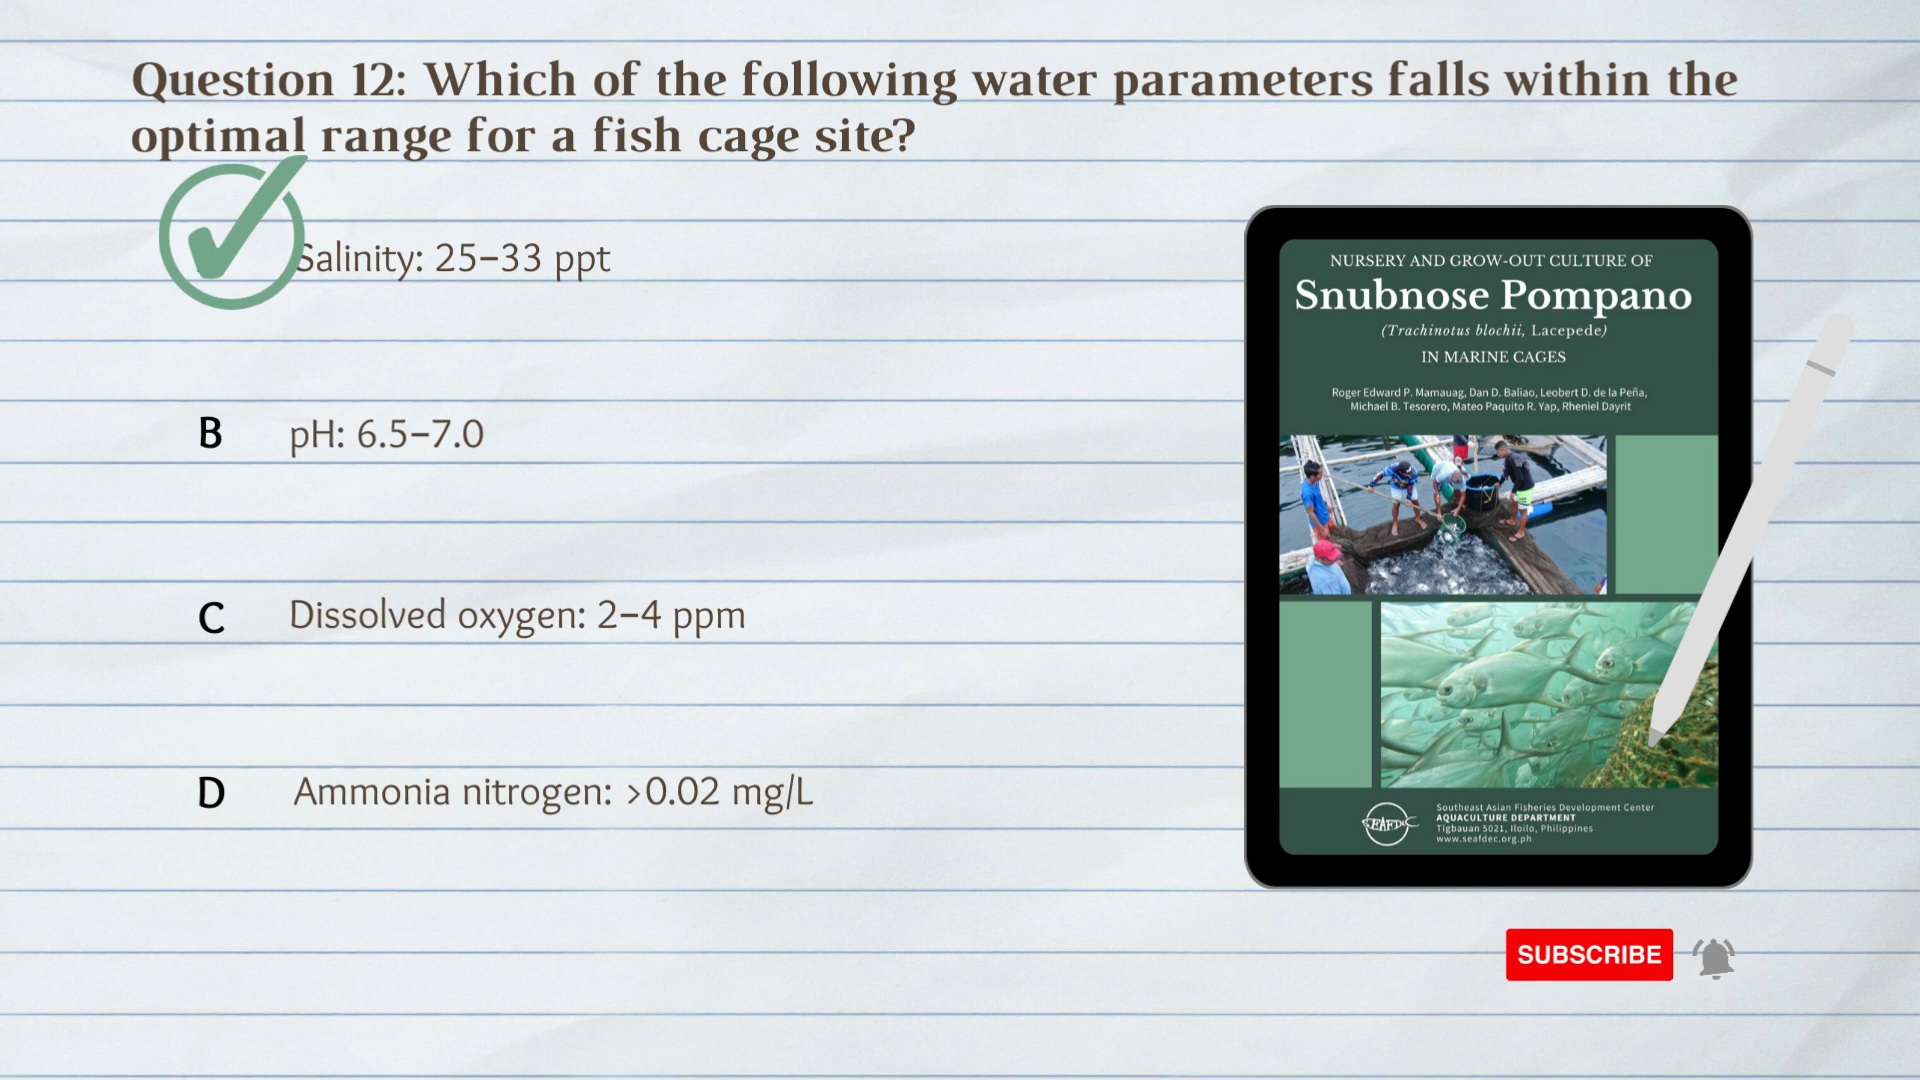 Question 12: Which of the following water parameters falls within the
optimal range for a fish cage site?
Salinity: 25–33 ppt
B pH: 6.5–7.0
C Dissolved oxygen: 2–4 ppm
D Ammonia nitrogen: >0.02 mg/L
NURSERY AND GROW-OUT CULTURE OF
Snubnose Pompano
(Trachinotus blochii, Lacepede)
IN MARINE CAGES
Roger Edward P. Mamauag, Dan D. Baliao, Leobert D. de la Peña,
Michael B. Tesorero, Mateo Paquito R. Yap, Rheniel Dayrit
SEAFDEC
Southeast Asian Fisheries Development Center
AQUACULTURE DEPARTMENT
Tigbauan 5021, Iloilo, Philippines
www.seafdec.org.ph
SUBSCRIBE